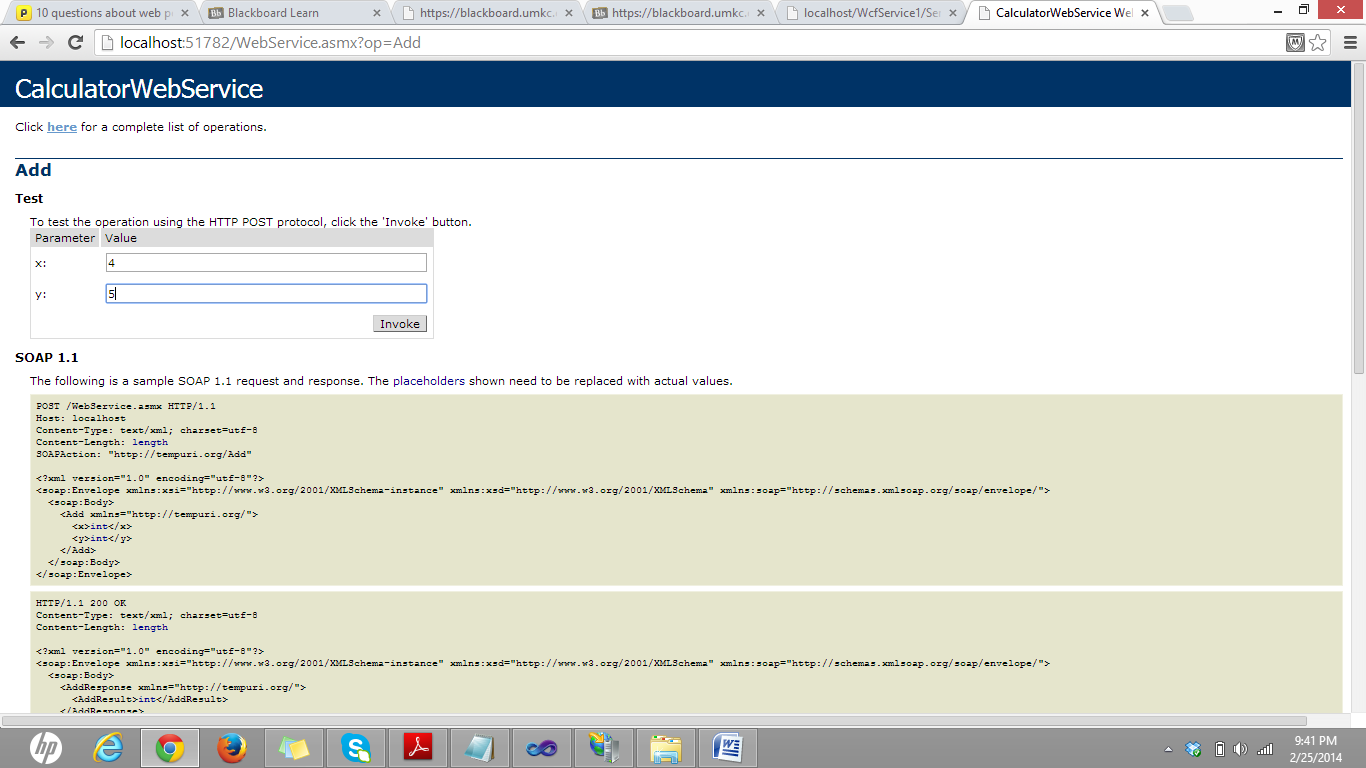 10 questions about web p
Blackboard Learn
https://blackboard.umkc.
https://blackboard.umkc.
localhost/WcfService1/Ser
CalculatorWebService We
localhost:51782/WebService.asmx?op=Add
CalculatorWebService
Click here for a complete list of operations.
Add
Test
To test the operation using the HTTP POST protocol, click the 'Invoke' button.
Parameter Value
x: 4
y: 5
Invoke
SOAP 1.1
The following is a sample SOAP 1.1 request and response. The placeholders shown need to be replaced with actual values.
POST /WebService.asmx HTTP/1.1
Host: localhost
Content-Type: text/xml; charset=utf-8
Content-Length: length
SOAPAction: "http://tempuri.org/Add"
<?xml version="1.0" encoding="utf-8"?>
<soap:Envelope xmlns:xsi="http://www.w3.org/2001/XMLSchema-instance" xmlns:xsd="http://www.w3.org/2001/XMLSchema" xmlns:soap="http://schemas.xmlsoap.org/soap/envelope/">
<soap:Body>
<Add xmlns="http://tempuri.org/">
<x>int</x>
<y>int</y>
</Add>
</soap:Body>
</soap:Envelope>
HTTP/1.1 200 OK
Content-Type: text/xml; charset=utf-8
Content-Length: length
<?xml version="1.0" encoding="utf-8"?>
<soap:Envelope xmlns:xsi="http://www.w3.org/2001/XMLSchema-instance" xmlns:xsd="http://www.w3.org/2001/XMLSchema" xmlns:soap="http://schemas.xmlsoap.org/soap/envelope/">
<soap:Body>
<AddResponse xmlns="http://tempuri.org/">
<AddResult>int</AddResult>
</AddResponse>
9:41 PM
2/25/2014